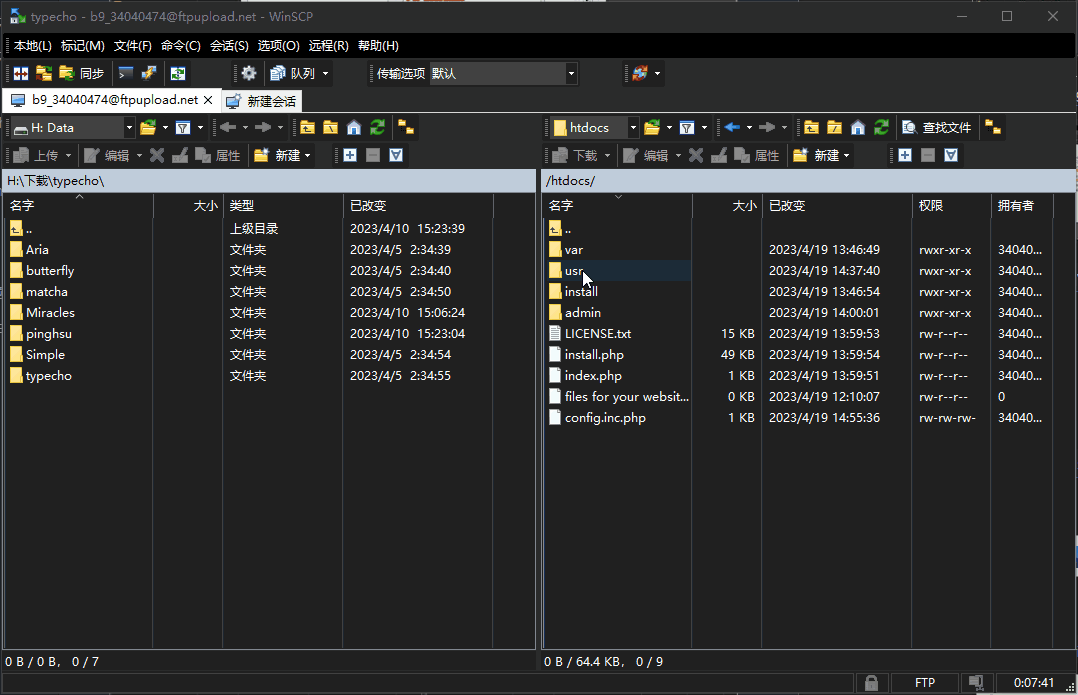 typecho - b9_34040474@ftpupload.net - WinSCP
本地(L) 标记(M) 文件(F) 命令(C) 会话(S) 选项(O) 远程(R) 帮助(H)
同步 队列 传输选项 默认
b9_34040474@ftpupload.net × 新建会话
H: Data
上传 编辑 属性 新建
H:\下载\typecho\
名字 大小 类型 已改变
.. 上级目录 2023/4/10 15:23:39
Aria 文件夹 2023/4/5 2:34:39
butterfly 文件夹 2023/4/5 2:34:40
matcha 文件夹 2023/4/5 2:34:50
Miracles 文件夹 2023/4/10 15:06:24
pinghsu 文件夹 2023/4/10 15:23:04
Simple 文件夹 2023/4/5 2:34:54
typecho 文件夹 2023/4/5 2:34:55
0 B / 0 B, 0 / 7
htdocs 查找文件
下载 编辑 属性 新建
/htdocs/
名字 大小 已改变 权限 拥有者
..
var 2023/4/19 13:46:49 rwxr-xr-x 34040...
usr 2023/4/19 14:37:40 rwxr-xr-x 34040...
install 2023/4/19 13:46:54 rwxr-xr-x 34040...
admin 2023/4/19 14:00:01 rwxr-xr-x 34040...
LICENSE.txt 15 KB 2023/4/19 13:59:53 rw-r--r-- 34040...
install.php 49 KB 2023/4/19 13:59:54 rw-r--r-- 34040...
index.php 1 KB 2023/4/19 13:59:51 rw-r--r-- 34040...
files for your websit... 0 KB 2023/4/19 12:10:07 rw-r--r-- 0
config.inc.php 1 KB 2023/4/19 14:55:36 rw-rw-rw- 34040...
0 B / 64.4 KB, 0 / 9
FTP 0:07:41